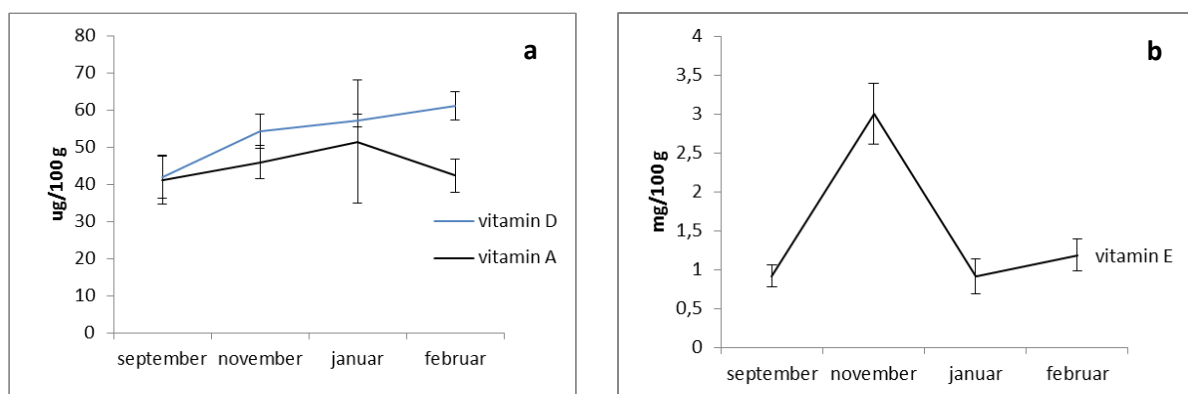 a
80
70
60
50
40
30
20
10
0
ug/100 g
september november januar februar
vitamin D
vitamin A
b
4
3,5
3
2,5
2
1,5
1
0,5
0
mg/100 g
september november januar februar
vitamin E